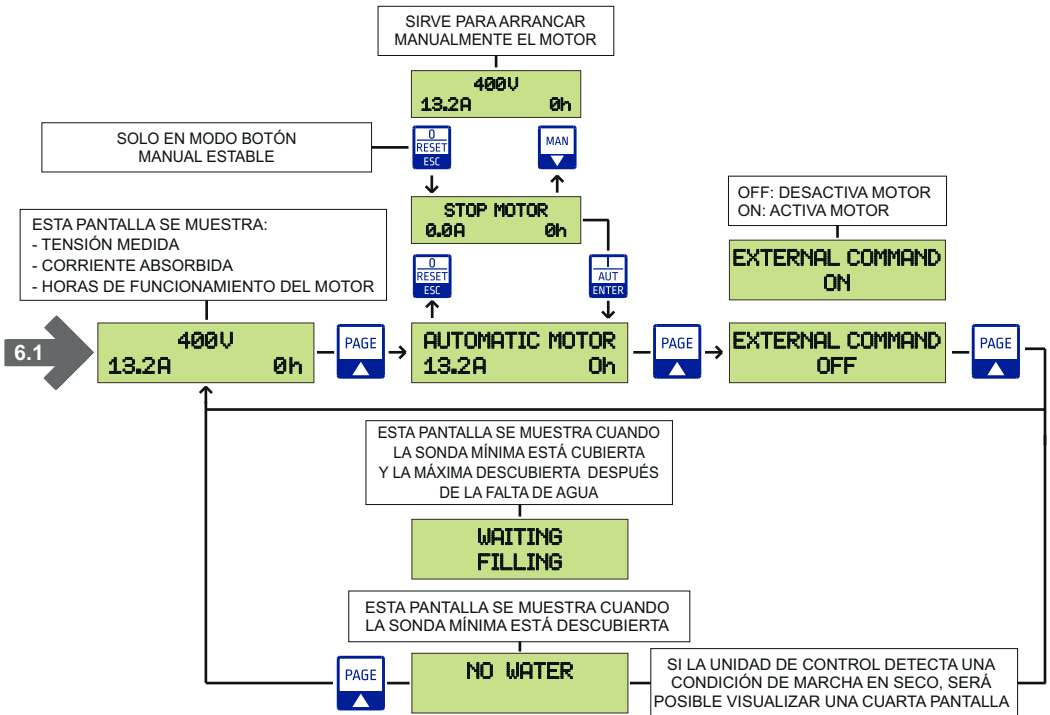 SIRVE PARA ARRANCAR
MANUALMENTE EL MOTOR
400V
13.2A 0h
SOLO EN MODO BOTÓN
MANUAL ESTABLE
0
RESET
ESC
MAN
STOP MOTOR
0.0A 0h
OFF: DESACTIVA MOTOR
ON: ACTIVA MOTOR
ESTA PANTALLA SE MUESTRA:
- TENSIÓN MEDIDA
- CORRIENTE ABSORBIDA
- HORAS DE FUNCIONAMIENTO DEL MOTOR
0
RESET
ESC
I
AUT
ENTER
EXTERNAL COMMAND
ON
6.1
400V
13.2A 0h
PAGE
AUTOMATIC MOTOR
13.2A 0h
PAGE
EXTERNAL COMMAND
OFF
PAGE
ESTA PANTALLA SE MUESTRA CUANDO
LA SONDA MÍNIMA ESTÁ CUBIERTA
Y LA MÁXIMA DESCUBIERTA DESPUÉS
DE LA FALTA DE AGUA
WAITING
FILLING
ESTA PANTALLA SE MUESTRA CUANDO
LA SONDA MÍNIMA ESTÁ DESCUBIERTA
PAGE
NO WATER
SI LA UNIDAD DE CONTROL DETECTA UNA
CONDICIÓN DE MARCHA EN SECO, SERÁ
POSIBLE VISUALIZAR UNA CUARTA PANTALLA